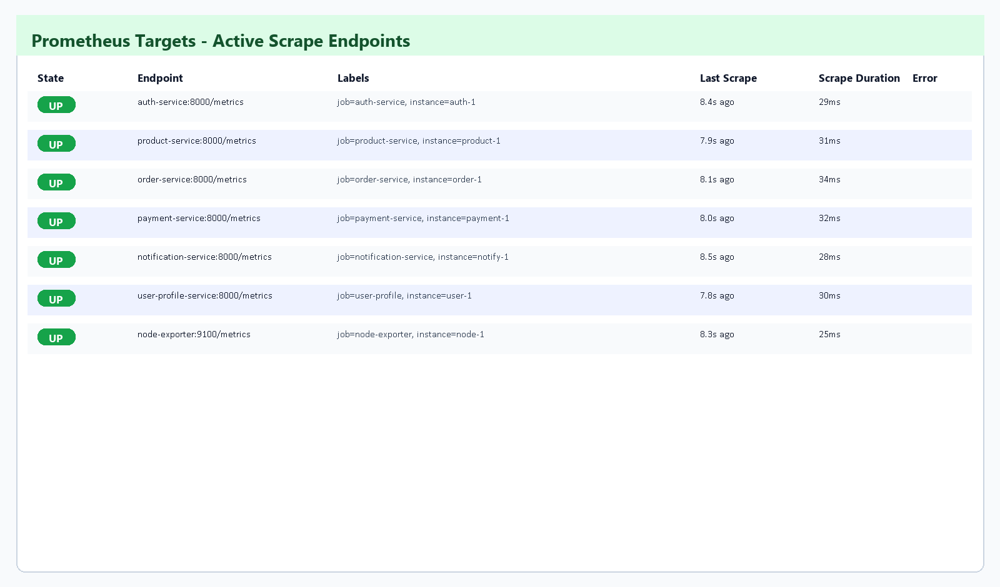 Prometheus Targets - Active Scrape Endpoints
State Endpoint Labels Last Scrape Scrape Duration Error
UP auth-service:8000/metrics job=auth-service, instance=auth-1 8.4s ago 29ms
UP product-service:8000/metrics job=product-service, instance=product-1 7.9s ago 31ms
UP order-service:8000/metrics job=order-service, instance=order-1 8.1s ago 34ms
UP payment-service:8000/metrics job=payment-service, instance=payment-1 8.0s ago 32ms
UP notification-service:8000/metrics job=notification-service, instance=notify-1 8.5s ago 28ms
UP user-profile-service:8000/metrics job=user-profile, instance=user-1 7.8s ago 30ms
UP node-exporter:9100/metrics job=node-exporter, instance=node-1 8.3s ago 25ms